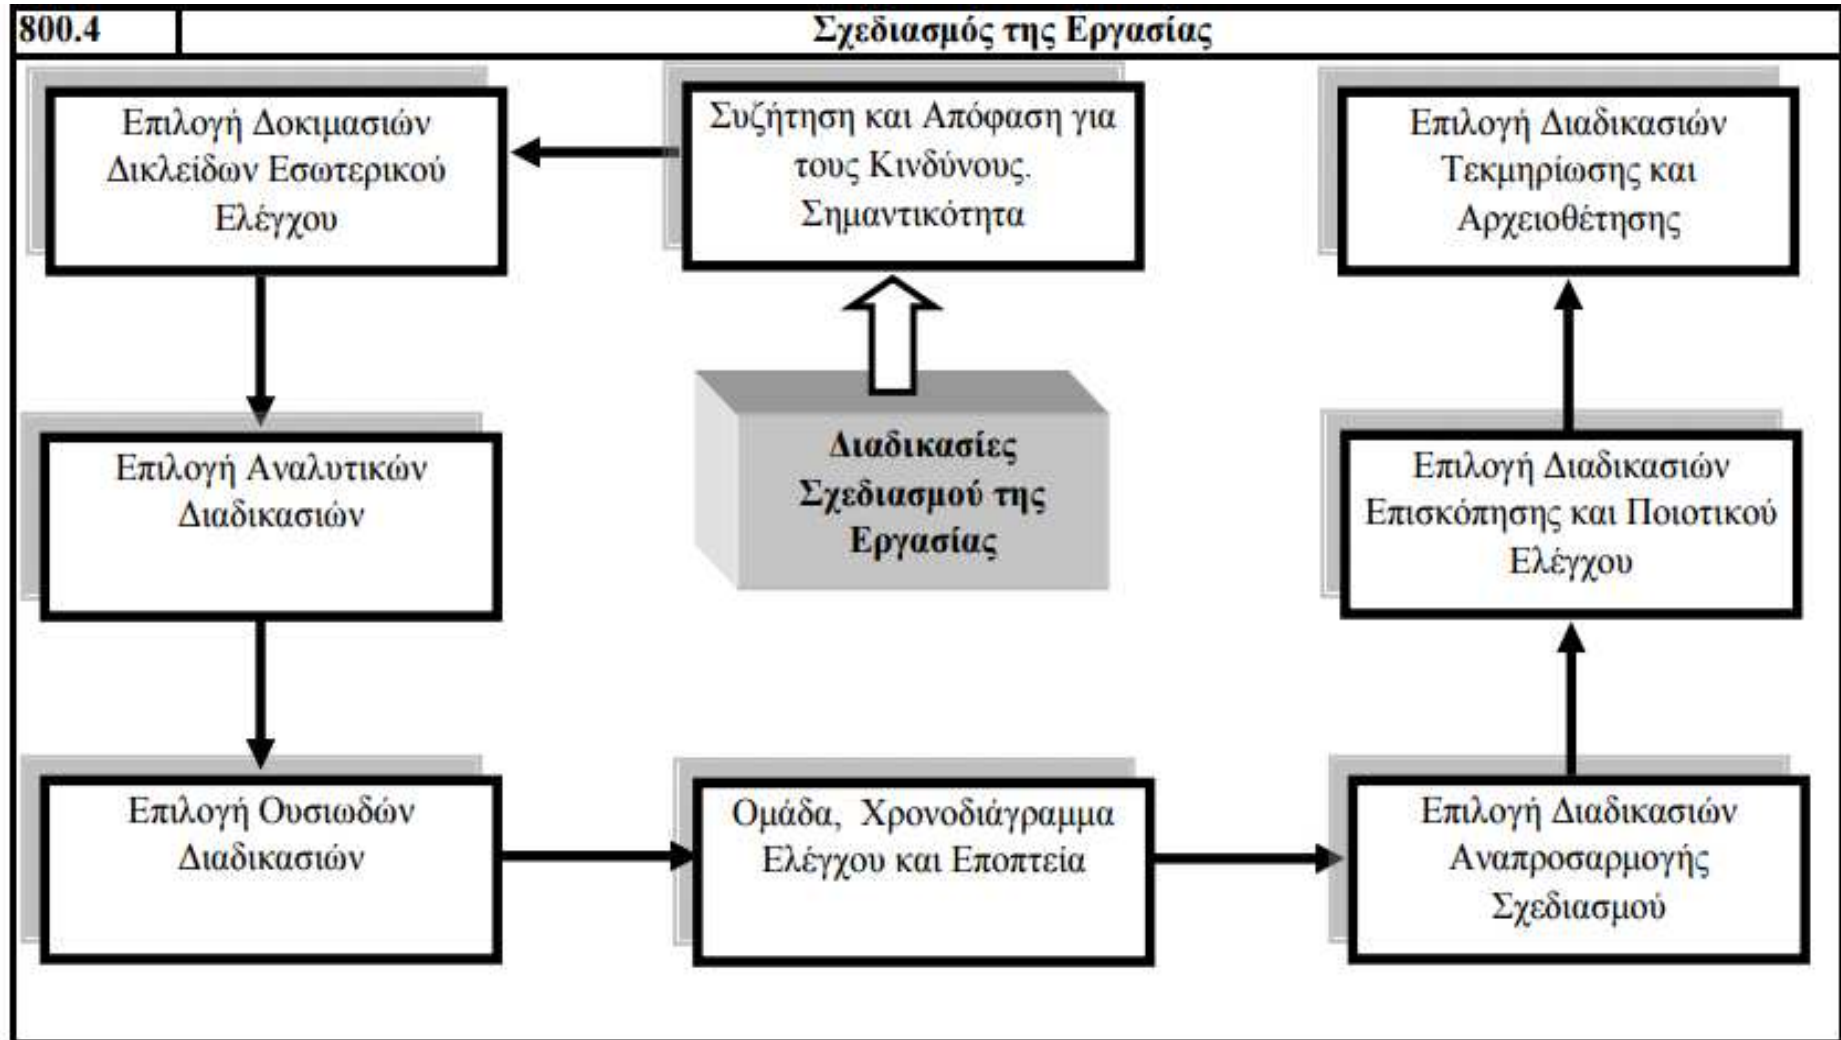 800.4
Σχεδιασμός της Εργασίας
Επιλογή Δοκιμασιών
Δικλείδων Εσωτερικού
Ελέγχου
Συζήτηση και Απόφαση για
τους Κινδύνους.
Σημαντικότητα
Επιλογή Διαδικασιών
Τεκμηρίωσης και
Αρχειοθέτησης
Επιλογή Αναλυτικών
Διαδικασιών
Διαδικασίες
Σχεδιασμού της
Εργασίας
Επιλογή Διαδικασιών
Επισκόπησης και Ποιοτικού
Ελέγχου
Επιλογή Ουσιωδών
Διαδικασιών
Ομάδα, Χρονοδιάγραμμα
Ελέγχου και Εποπτεία
Επιλογή Διαδικασιών
Αναπροσαρμογής
Σχεδιασμού